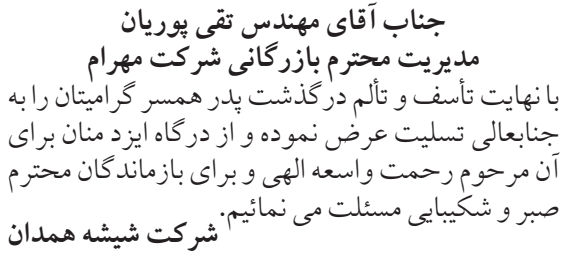 جناب آقای مهندس تقی پوریان
مدیریت محترم بازرگانی شرکت مهرام
با نهایت تأسف و تألم درگذشت پدر همسر گرامیتان را به
جنابعالی تسلیت عرض نموده و از درگاه ایزد منان برای
آن مرحوم رحمت واسعه الهی و برای بازماندگان محترم
صبر و شکیبایی مسئلت می نمائیم.
شرکت شیشه همدان